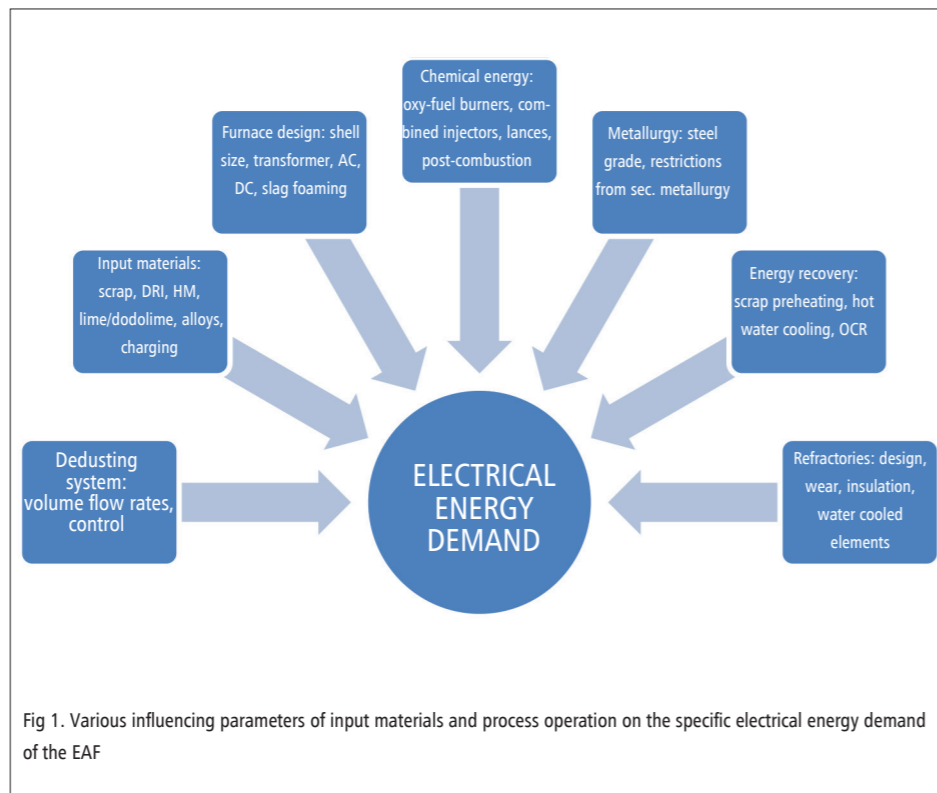 Chemical energy:
oxy-fuel burners, com-
bined injectors, lances,
post-combustion
Furnace design: shell
size, transformer, AC,
DC, slag foaming
Metallurgy: steel
grade, restrictions
from sec. metallurgy
Input materials:
scrap, DRI, HM,
lime/dodolime, alloys,
charging
Energy recovery:
scrap preheating, hot
water cooling, OCR
Dedusting
system:
volume flow rates,
control
ELECTRICAL
ENERGY
DEMAND
Refractories: design,
wear, insulation,
water cooled
elements
Fig 1. Various influencing parameters of input materials and process operation on the specific electrical energy demand
of the EAF